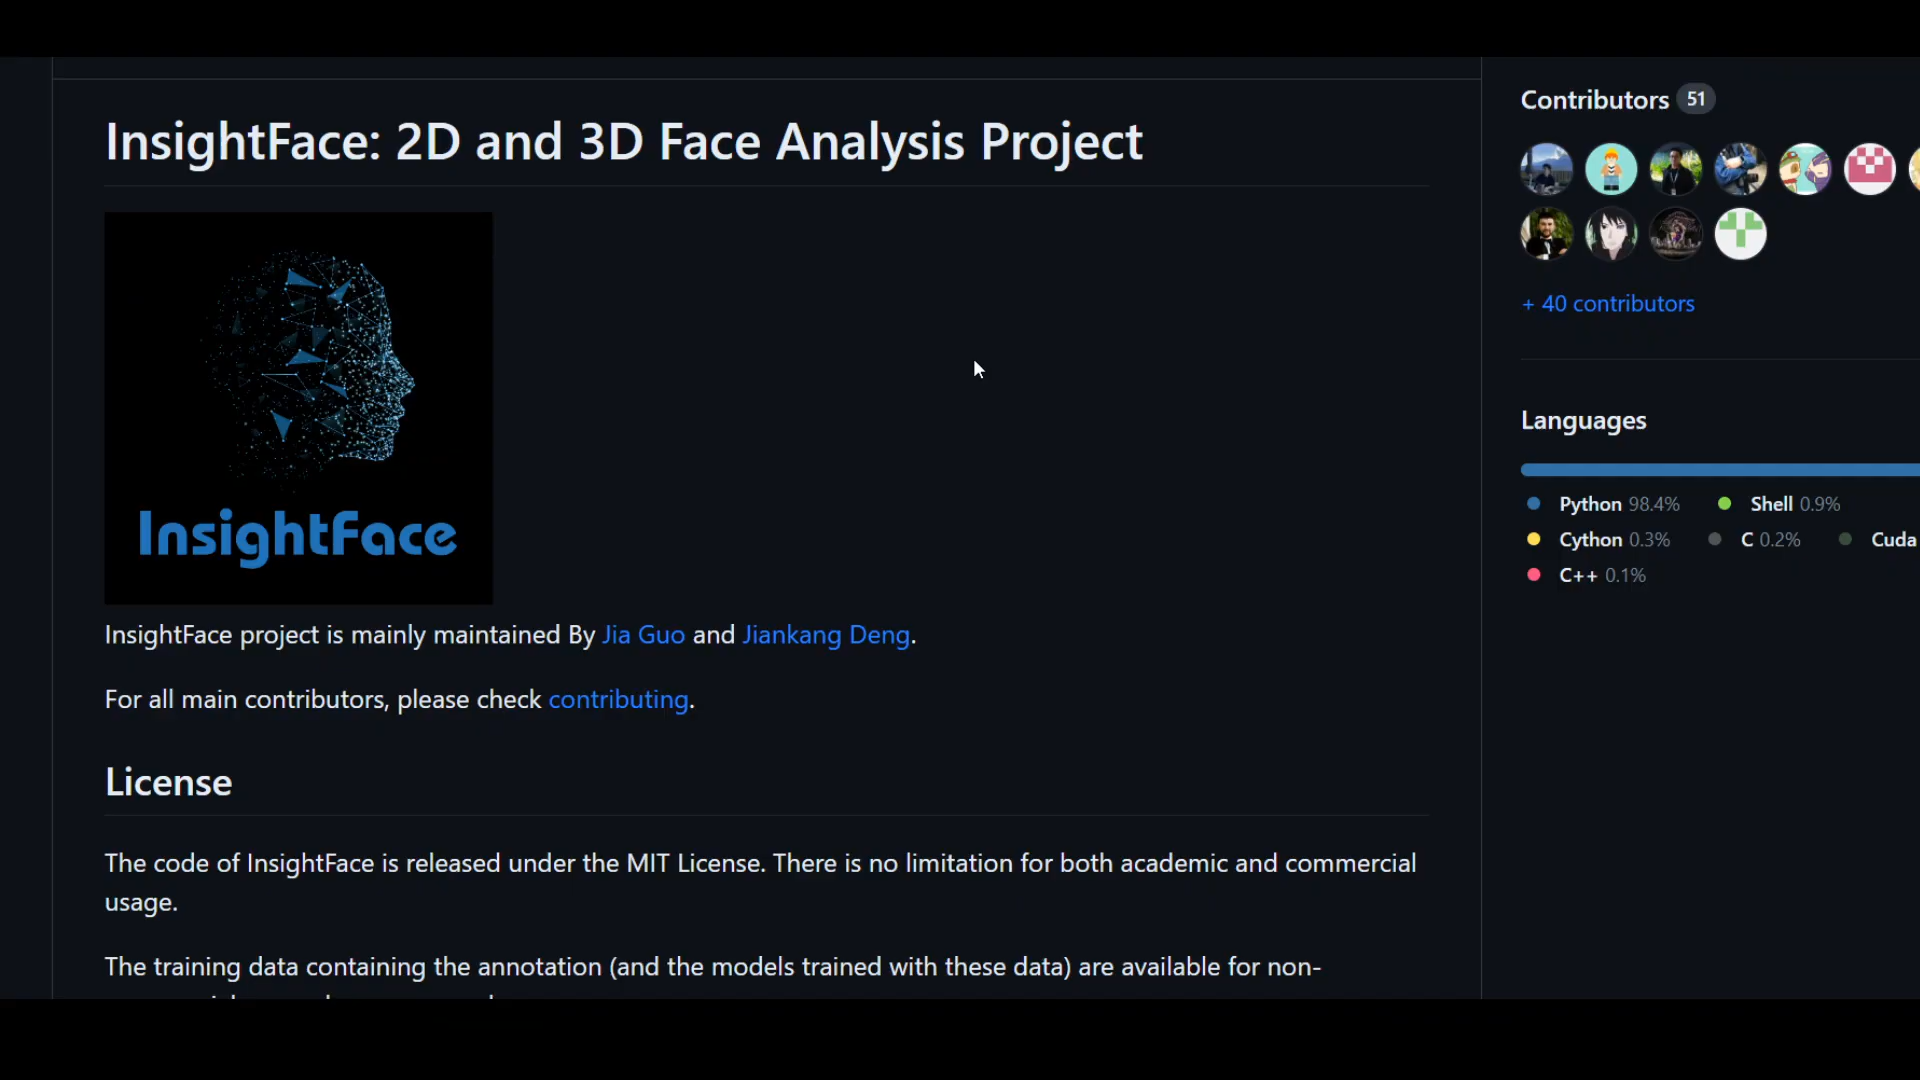 InsightFace: 2D and 3D Face Analysis Project
InsightFace
InsightFace project is mainly maintained By Jia Guo and Jiankang Deng.
For all main contributors, please check contributing.
License
The code of InsightFace is released under the MIT License. There is no limitation for both academic and commercial
usage.
The training data containing the annotation (and the models trained with these data) are available for non-
Contributors 51
+ 40 contributors
Languages
Python 98.4% Shell 0.9%
Cython 0.3% C 0.2% Cuda
C++ 0.1%